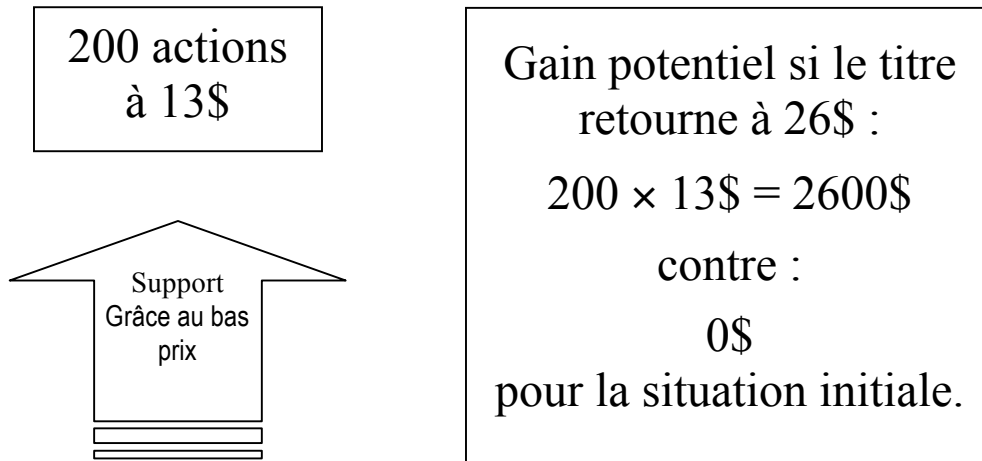 200 actions
à 13$
Support
Grâce au bas
prix
Gain potentiel si le titre
retourne à 26$ :
200 × 13$ = 2600$
contre :
0$
pour la situation initiale.